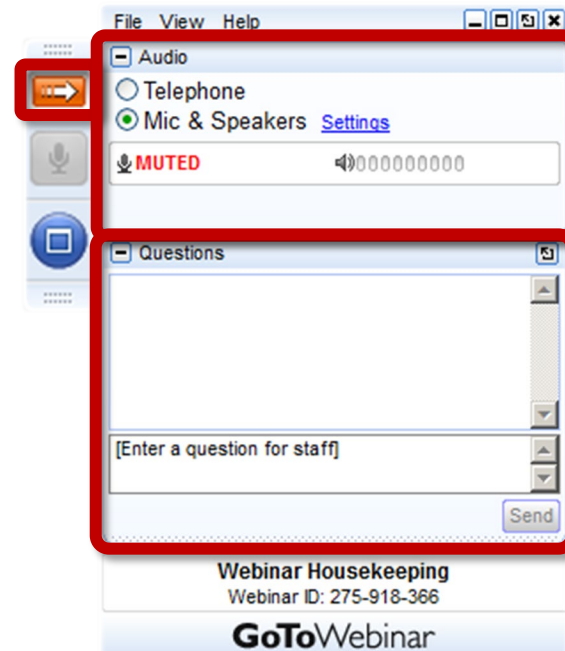 File View Help
Audio
Telephone
Mic & Speakers Settings
MUTED 000000000
Questions
[Enter a question for staff]
Send
Webinar Housekeeping
Webinar ID: 275-918-366
GoToWebinar